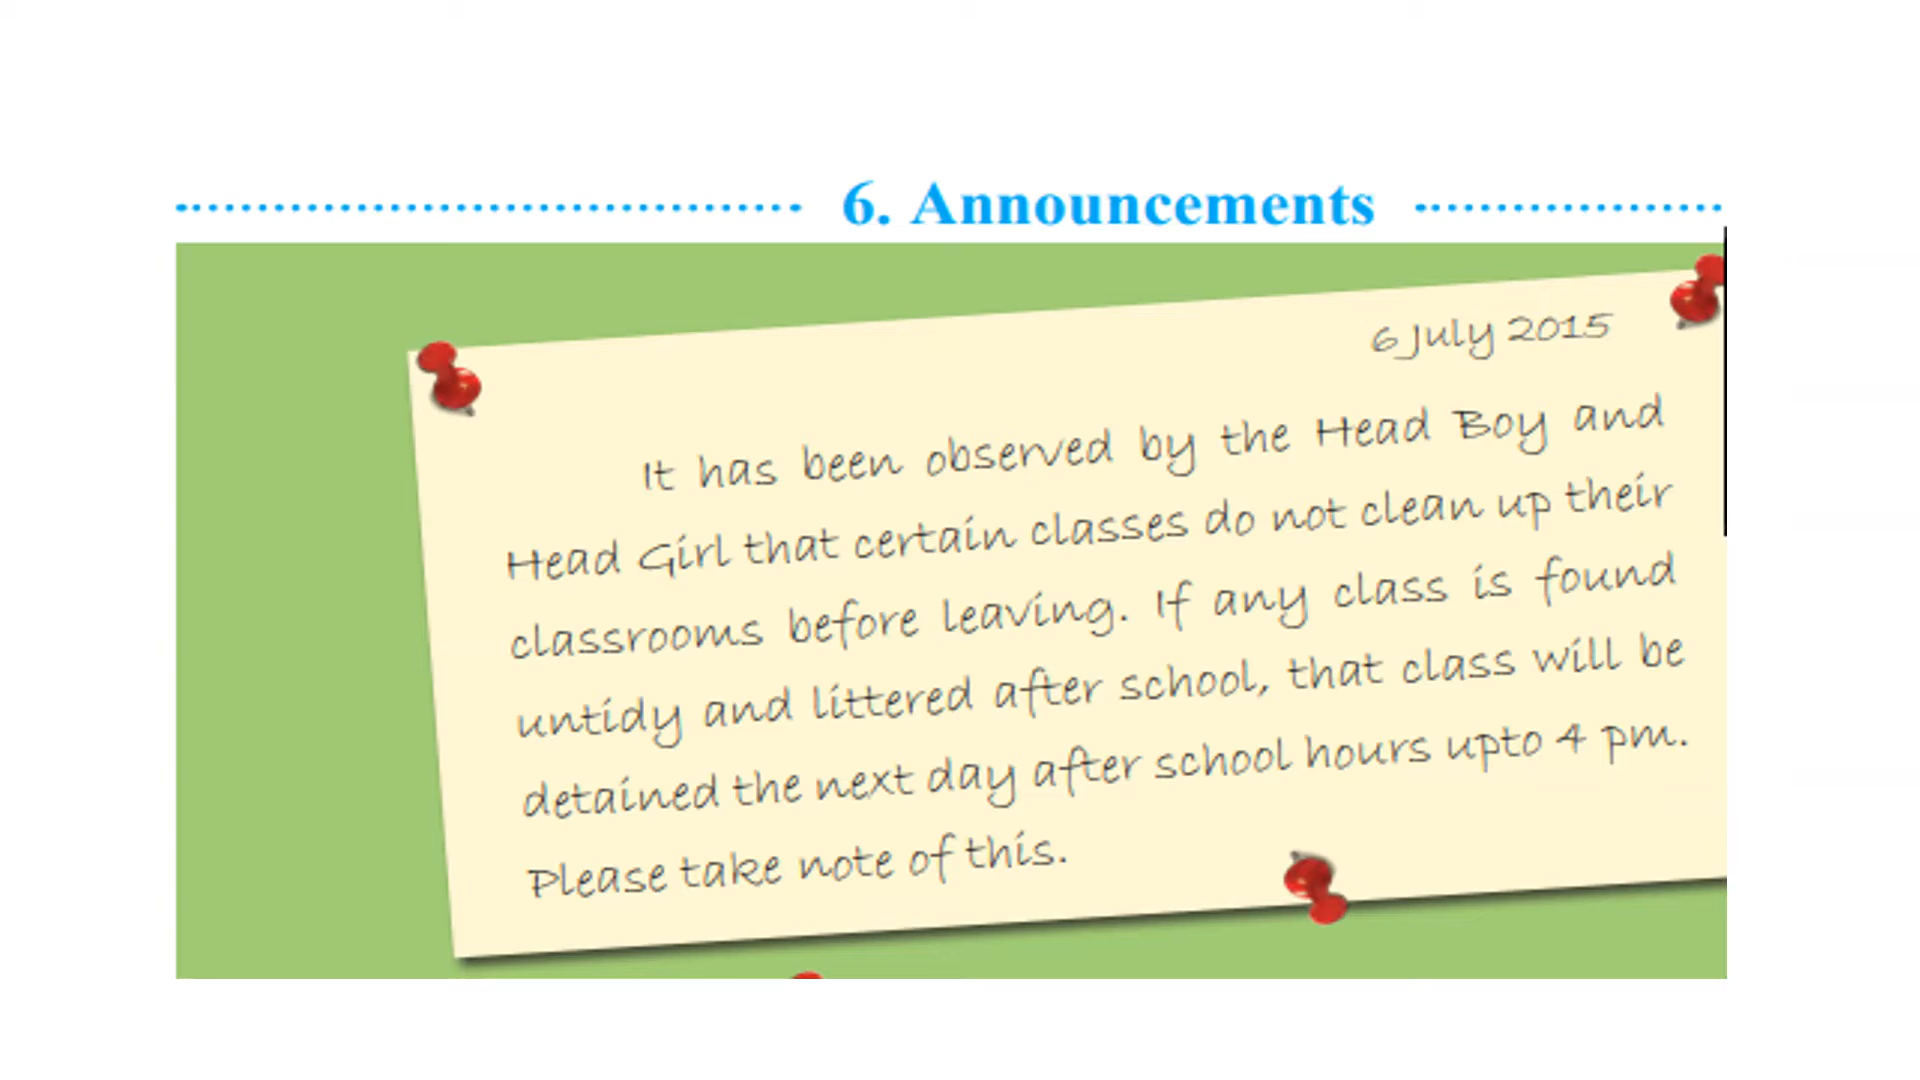 6. Announcements
6 July 2015
It has been observed by the Head Boy and
Head Girl that certain classes do not clean up their
classrooms before leaving. If any class is found
untidy and littered after school, that class will be
detained the next day after school hours upto 4 pm.
Please take note of this.